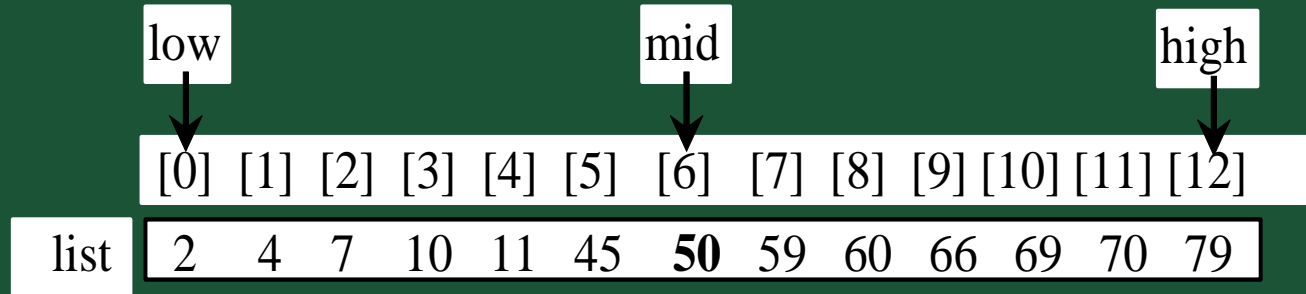 low mid high
[0] [1] [2] [3] [4] [5] [6] [7] [8] [9] [10] [11] [12]
list 2 4 7 10 11 45 50 59 60 66 69 70 79